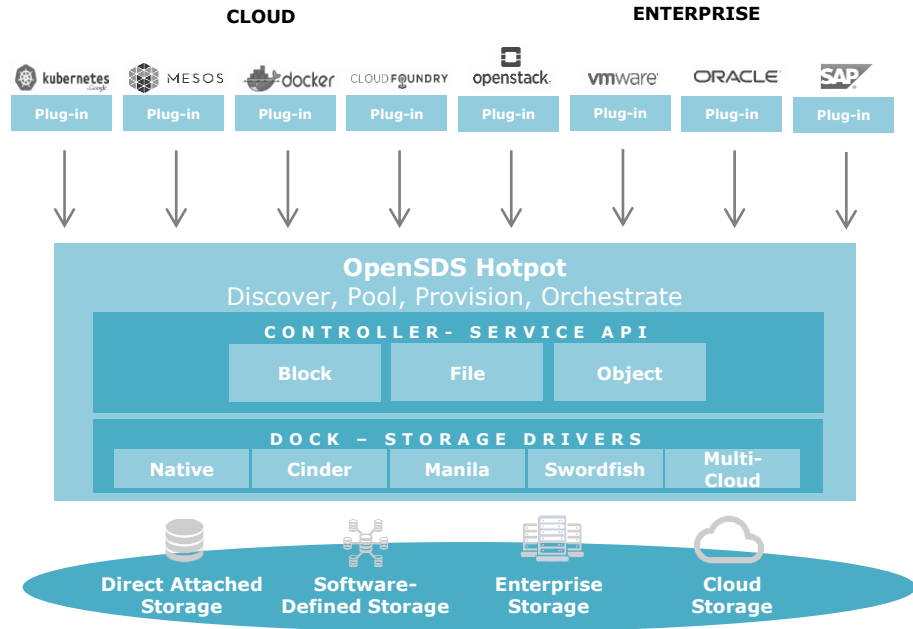 CLOUD
ENTERPRISE
kubernetes
by Google
MESOS
docker
CLOUDFOUNDRY
openstack.
vmware
ORACLE
SAP
Plug-in
Plug-in
Plug-in
Plug-in
Plug-in
Plug-in
Plug-in
Plug-in
OpenSDS Hotpot
Discover, Pool, Provision, Orchestrate
CONTROLLER- SERVICE API
Block
File
Object
DOCK – STORAGE DRIVERS
Native
Cinder
Manila
Swordfish
Multi-
Cloud
Direct Attached
Storage
Software-
Defined Storage
Enterprise
Storage
Cloud
Storage